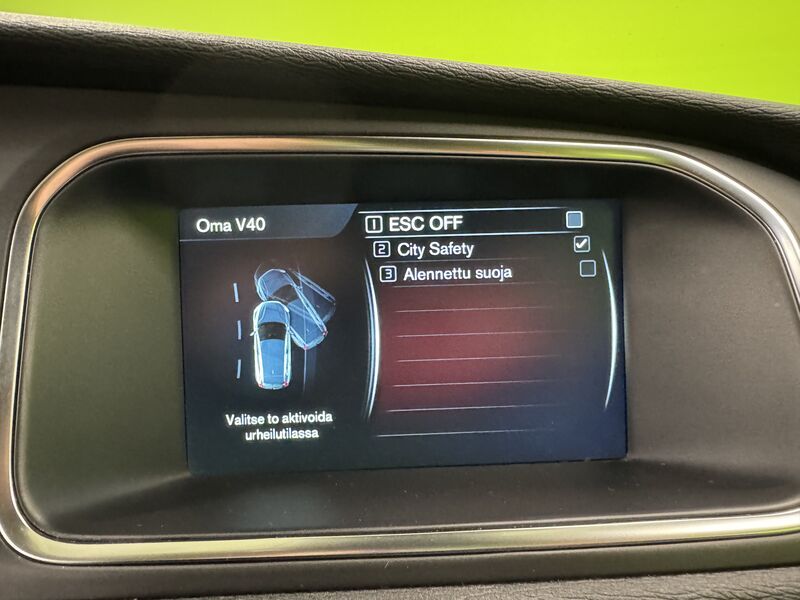 Oma V40
1 ESC OFF
2 City Safety
3 Alennettu suoja
Valitse to aktivoida
urheilutilassa